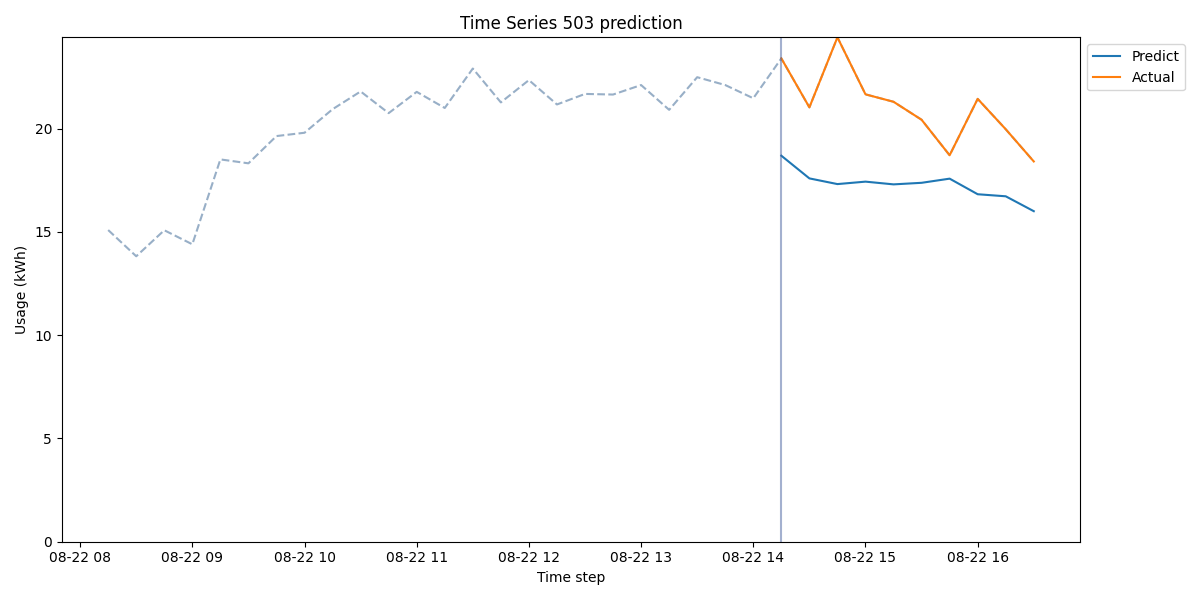 Time Series 503 prediction
Predict
Actual
Usage (kWh)
20
15
10
5
0
08-22 08 08-22 09 08-22 10 08-22 11 08-22 12 08-22 13 08-22 14 08-22 15 08-22 16
Time step